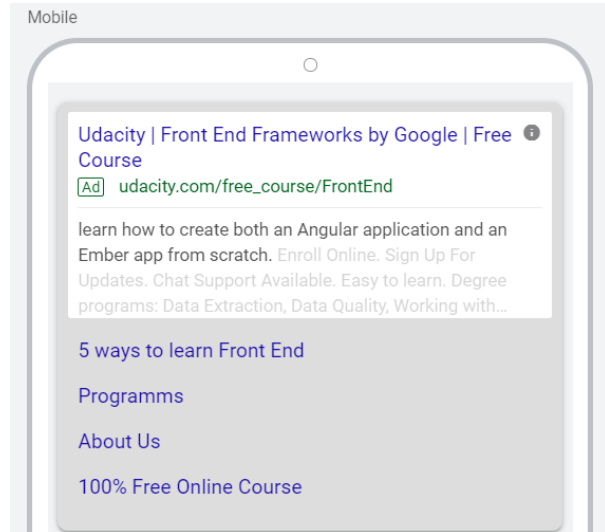 Mobile
Udacity | Front End Frameworks by Google | Free
Course
Ad udacity.com/free_course/FrontEnd
learn how to create both an Angular application and an
Ember app from scratch. Enroll Online. Sign Up For
Updates. Chat Support Available. Easy to learn. Degree
programs: Data Extraction, Data Quality, Working with...
5 ways to learn Front End
Programms
About Us
100% Free Online Course